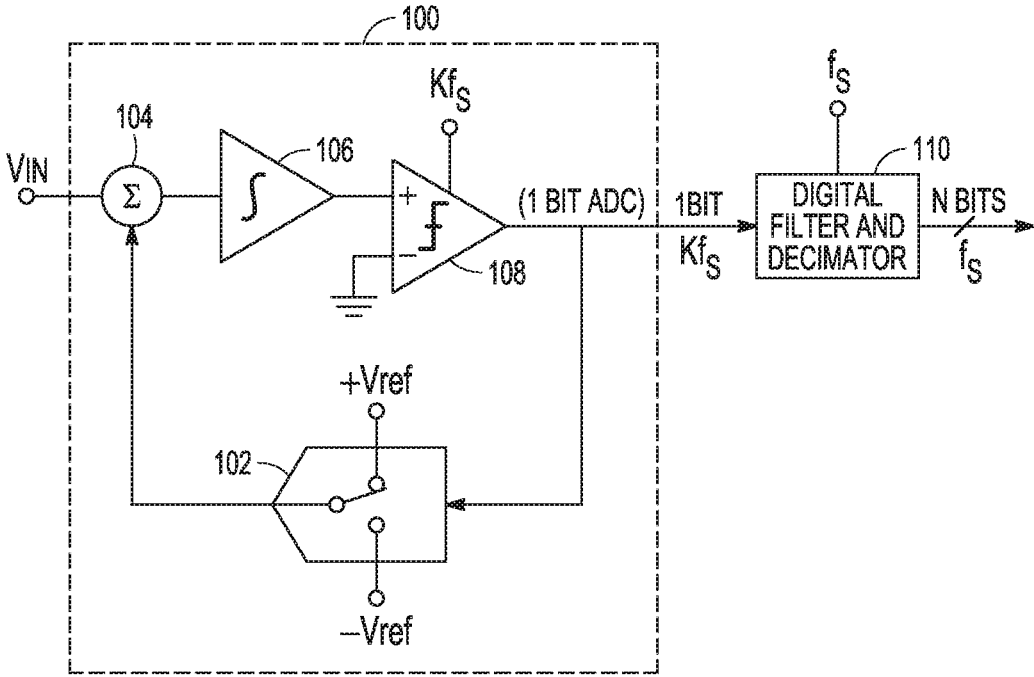 100
104
VIN
Σ
106
∫
Kfs
+
−
108
(1 BIT ADC)
1BIT
Kfs
fs
110
DIGITAL
FILTER AND
DECIMATOR
N BITS
fs
+Vref
102
−Vref